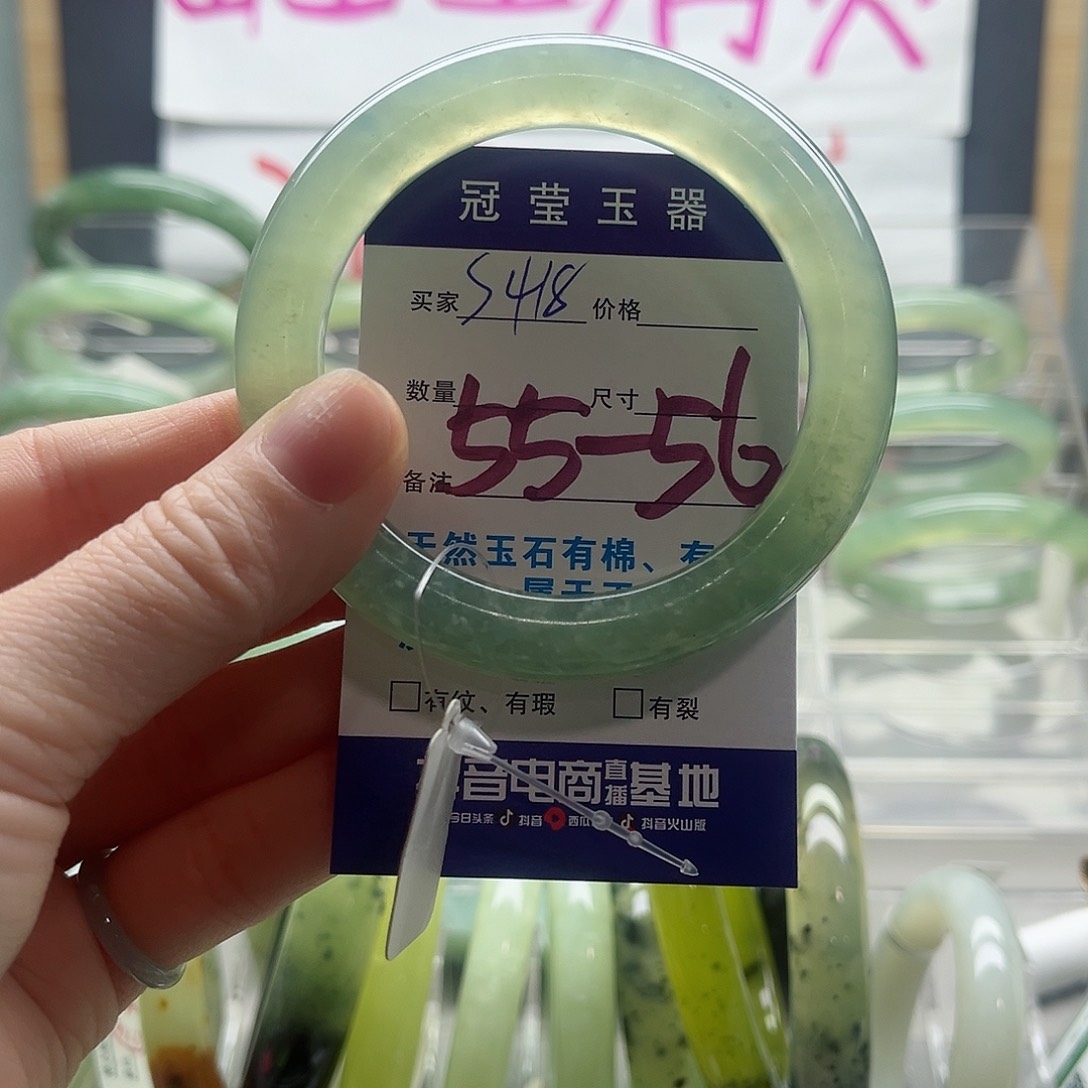 冠莹玉器
买家 S418 价格
数量 尺寸
55-56
备注
天然玉石有棉、有
属于
有纹、有瑕 有裂
抖音电商直播基地
今日头条 抖音 西瓜 抖音火山版